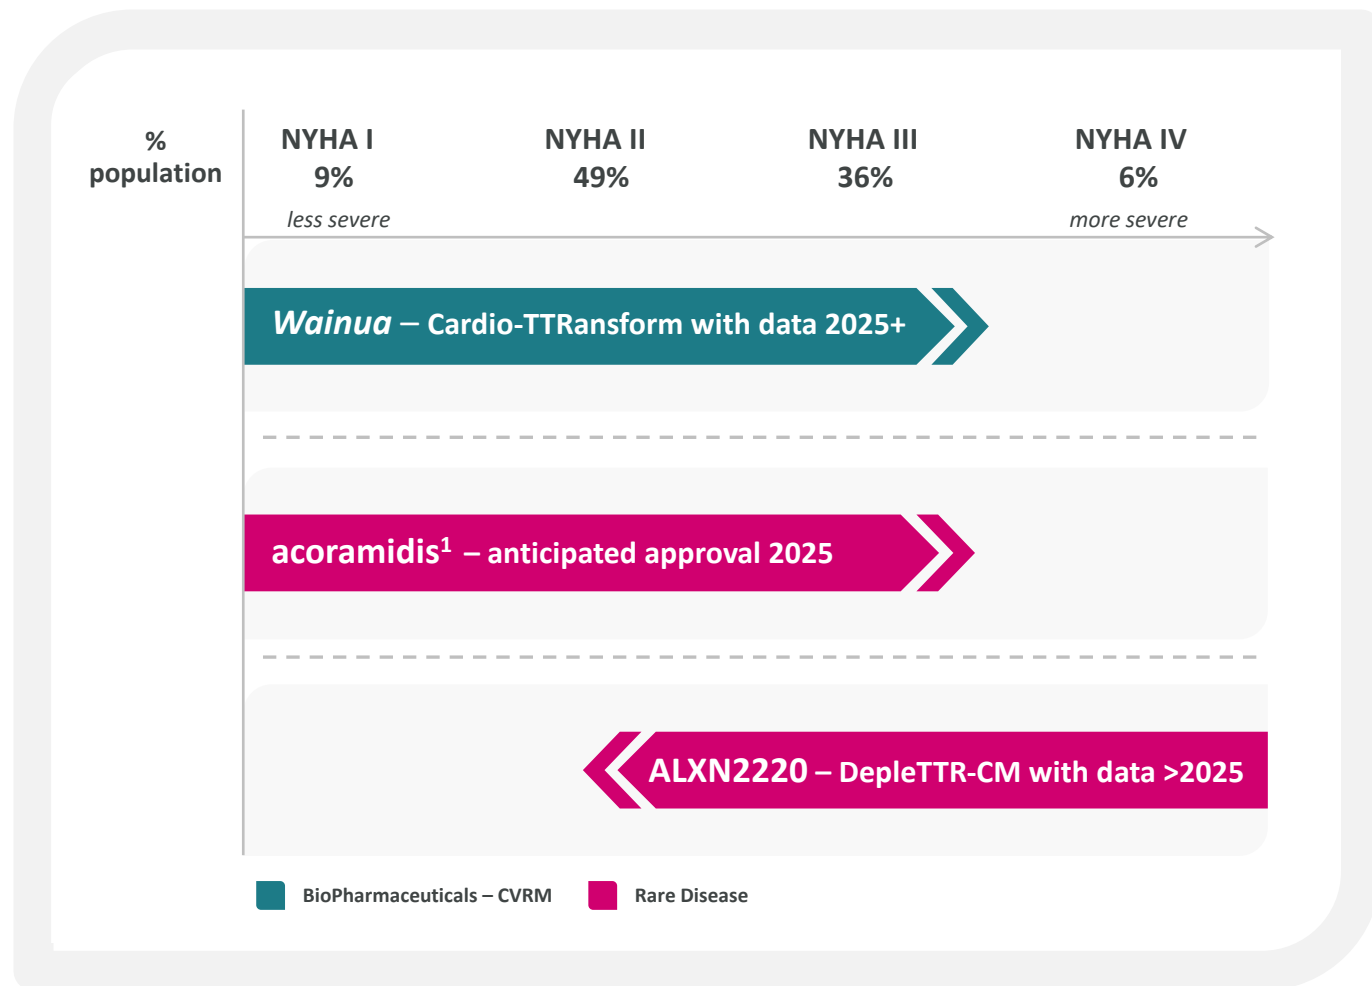 %
population
NYHA I
9%
less severe
NYHA II
49%
NYHA III
36%
NYHA IV
6%
more severe
Wainua – Cardio-TTRansform with data 2025+
acoramidis¹ – anticipated approval 2025
ALXN2220 – DepleTTR-CM with data >2025
BioPharmaceuticals – CVRM
Rare Disease